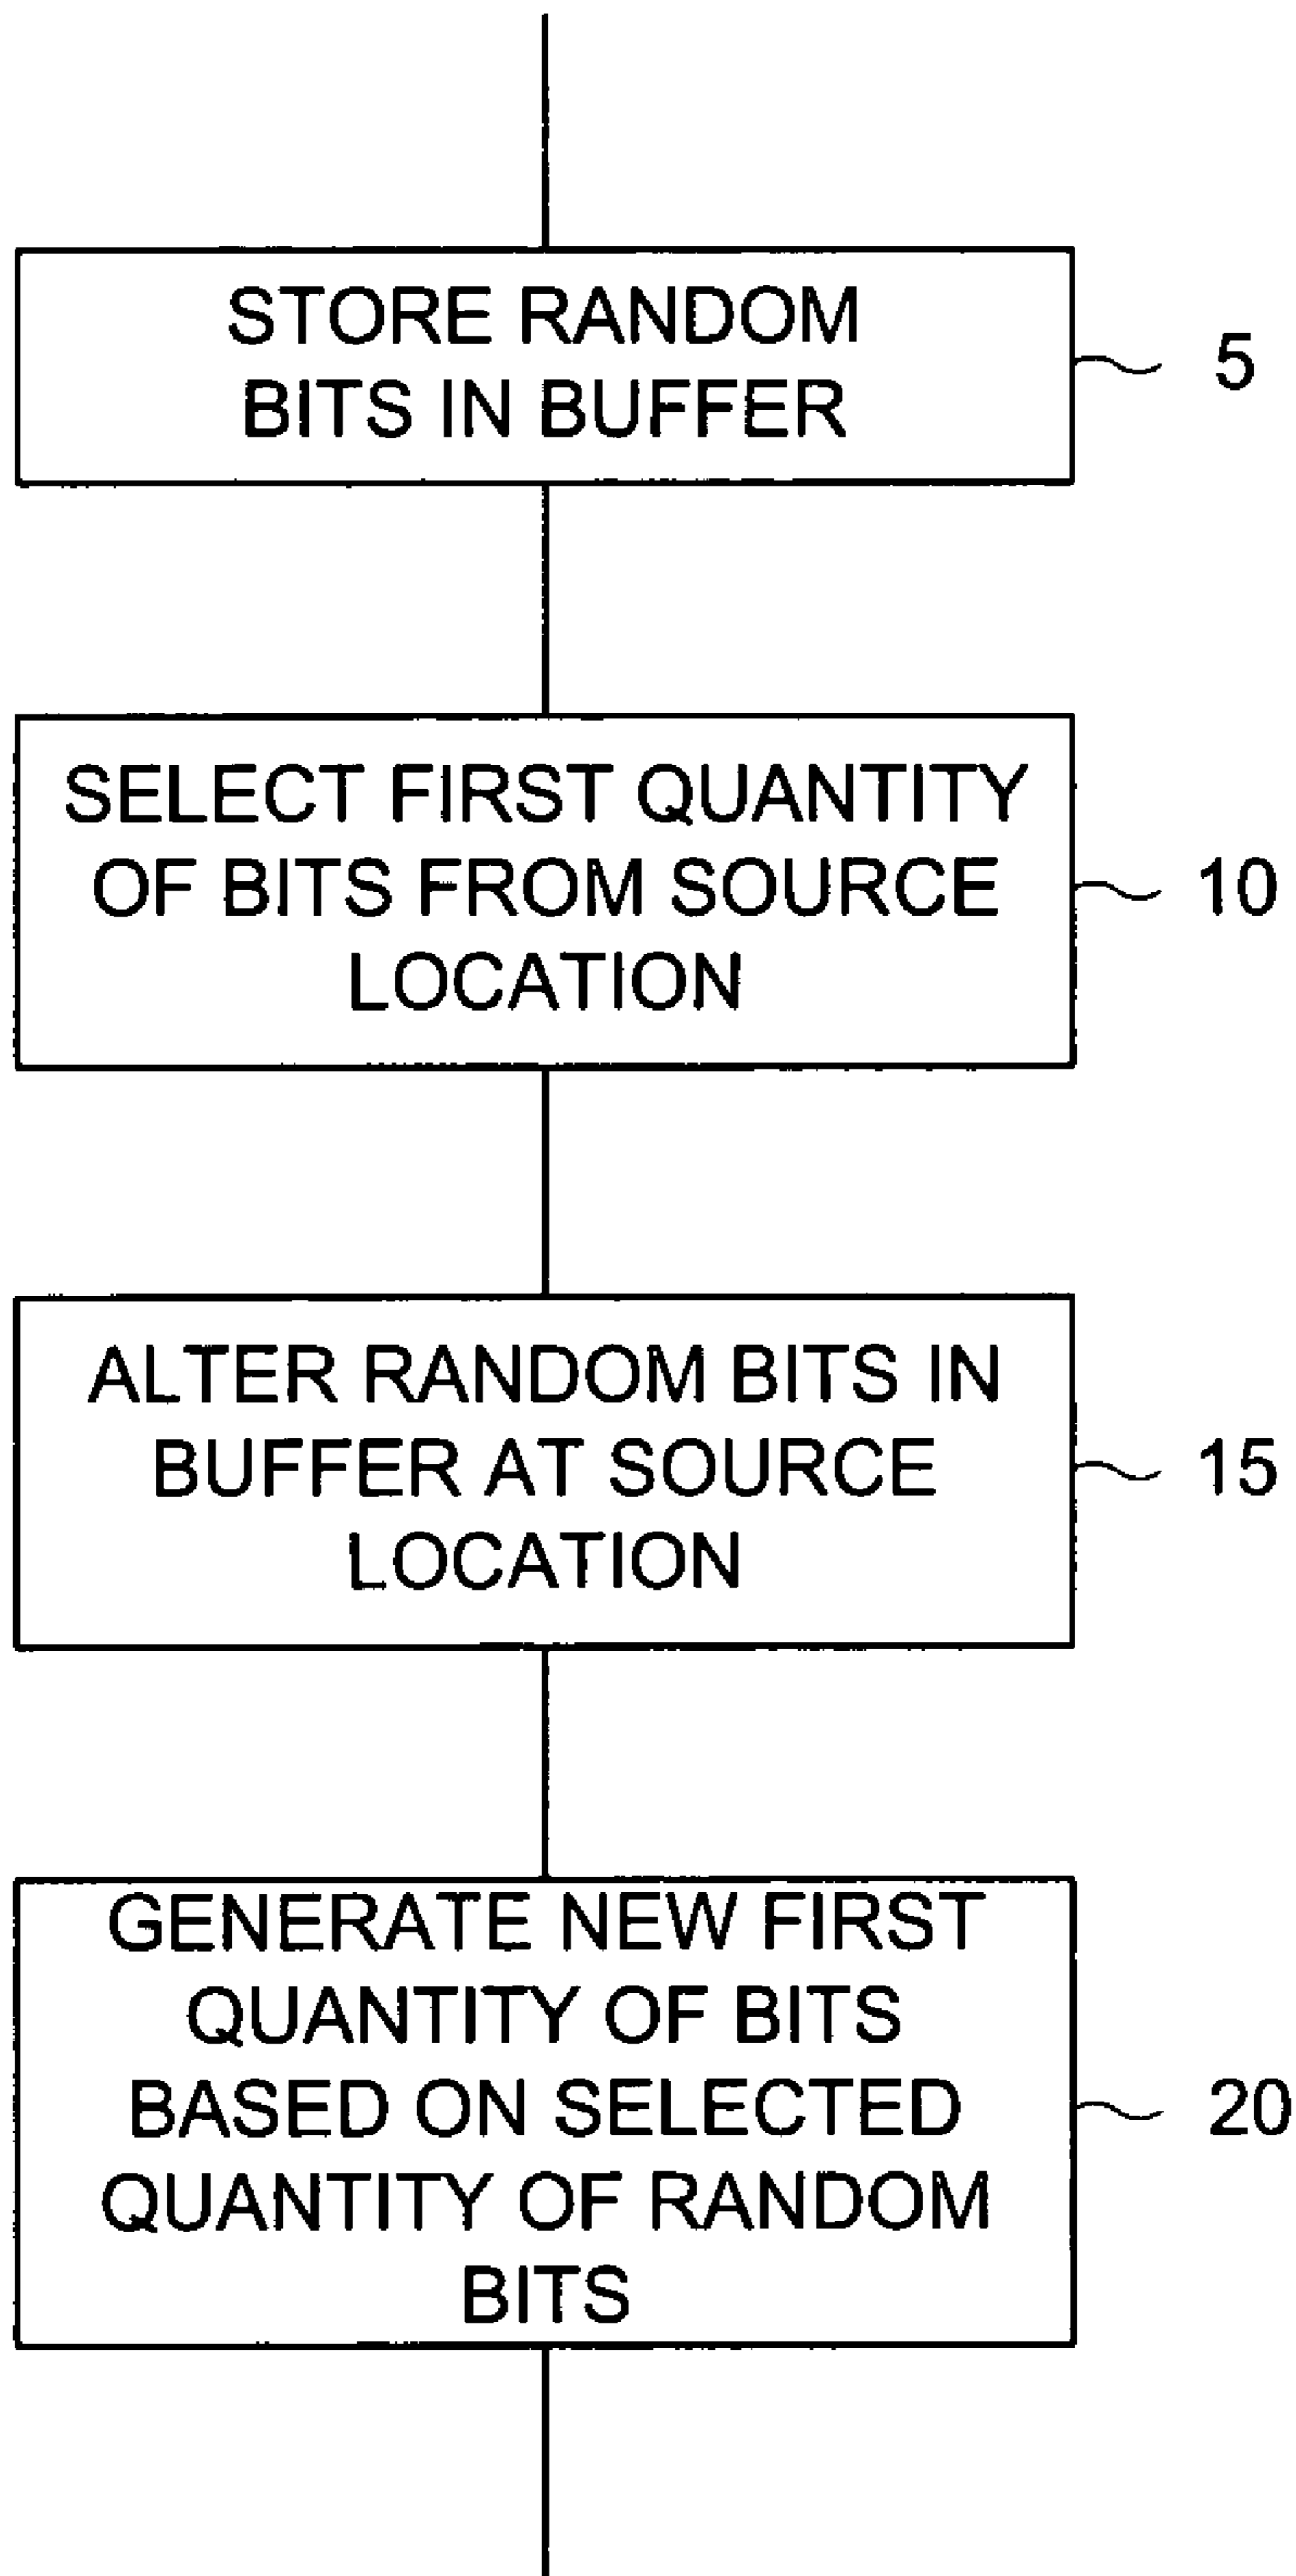 STORE RANDOM
BITS IN BUFFER
5
SELECT FIRST QUANTITY
OF BITS FROM SOURCE
LOCATION
10
ALTER RANDOM BITS IN
BUFFER AT SOURCE
LOCATION
15
GENERATE NEW FIRST
QUANTITY OF BITS
BASED ON SELECTED
QUANTITY OF RANDOM
BITS
20